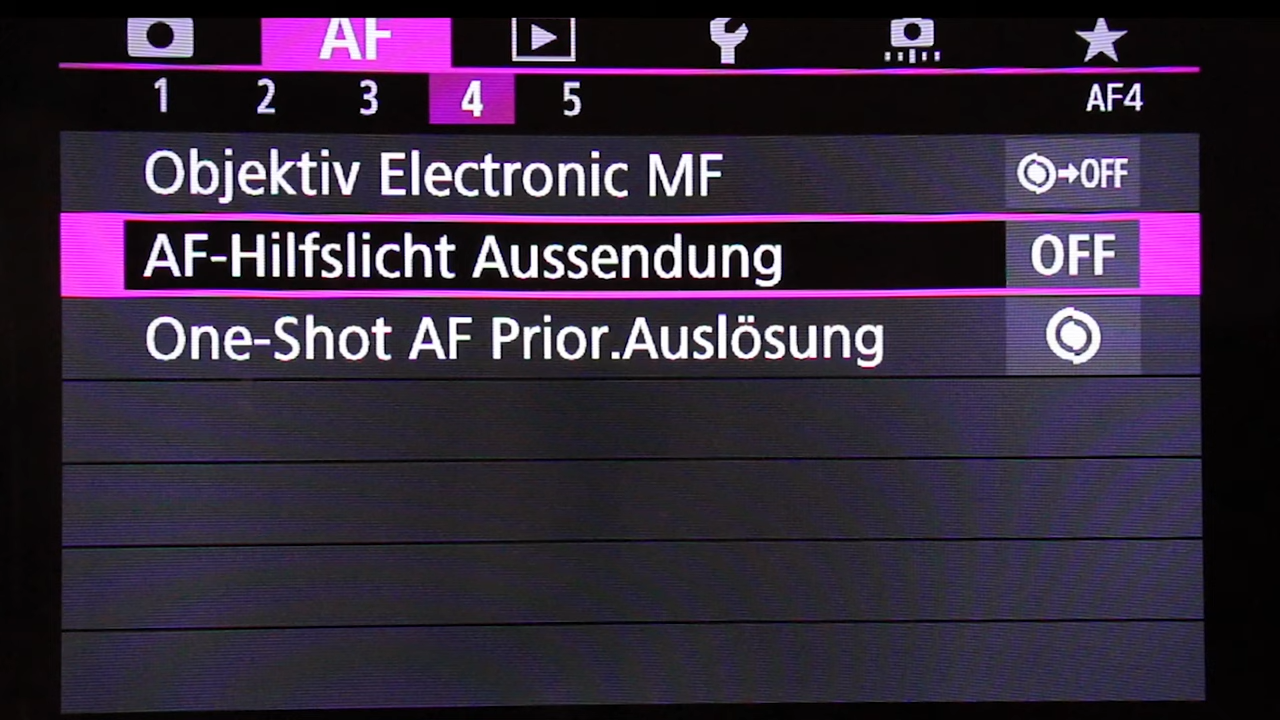 AF
1 2 3 4 5 AF4
Objektiv Electronic MF OFF
AF-Hilfslicht Aussendung OFF
One-Shot AF Prior.Auslösung